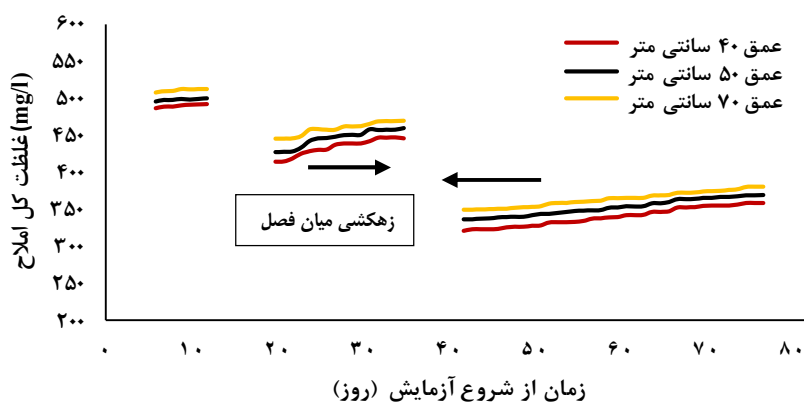 ۶۰۰
۵۵۰
۵۰۰
۴۵۰
۴۰۰
۳۵۰
۳۰۰
۲۵۰
۲۰۰
غلظت کل املاح (mg/l)
عمق ۴۰ سانتی متر
عمق ۵۰ سانتی متر
عمق ۷۰ سانتی متر
زهکشی میان فصل
۰ ۱۰ ۲۰ ۳۰ ۴۰ ۵۰ ۶۰ ۷۰ ۸۰
زمان از شروع آزمایش (روز)